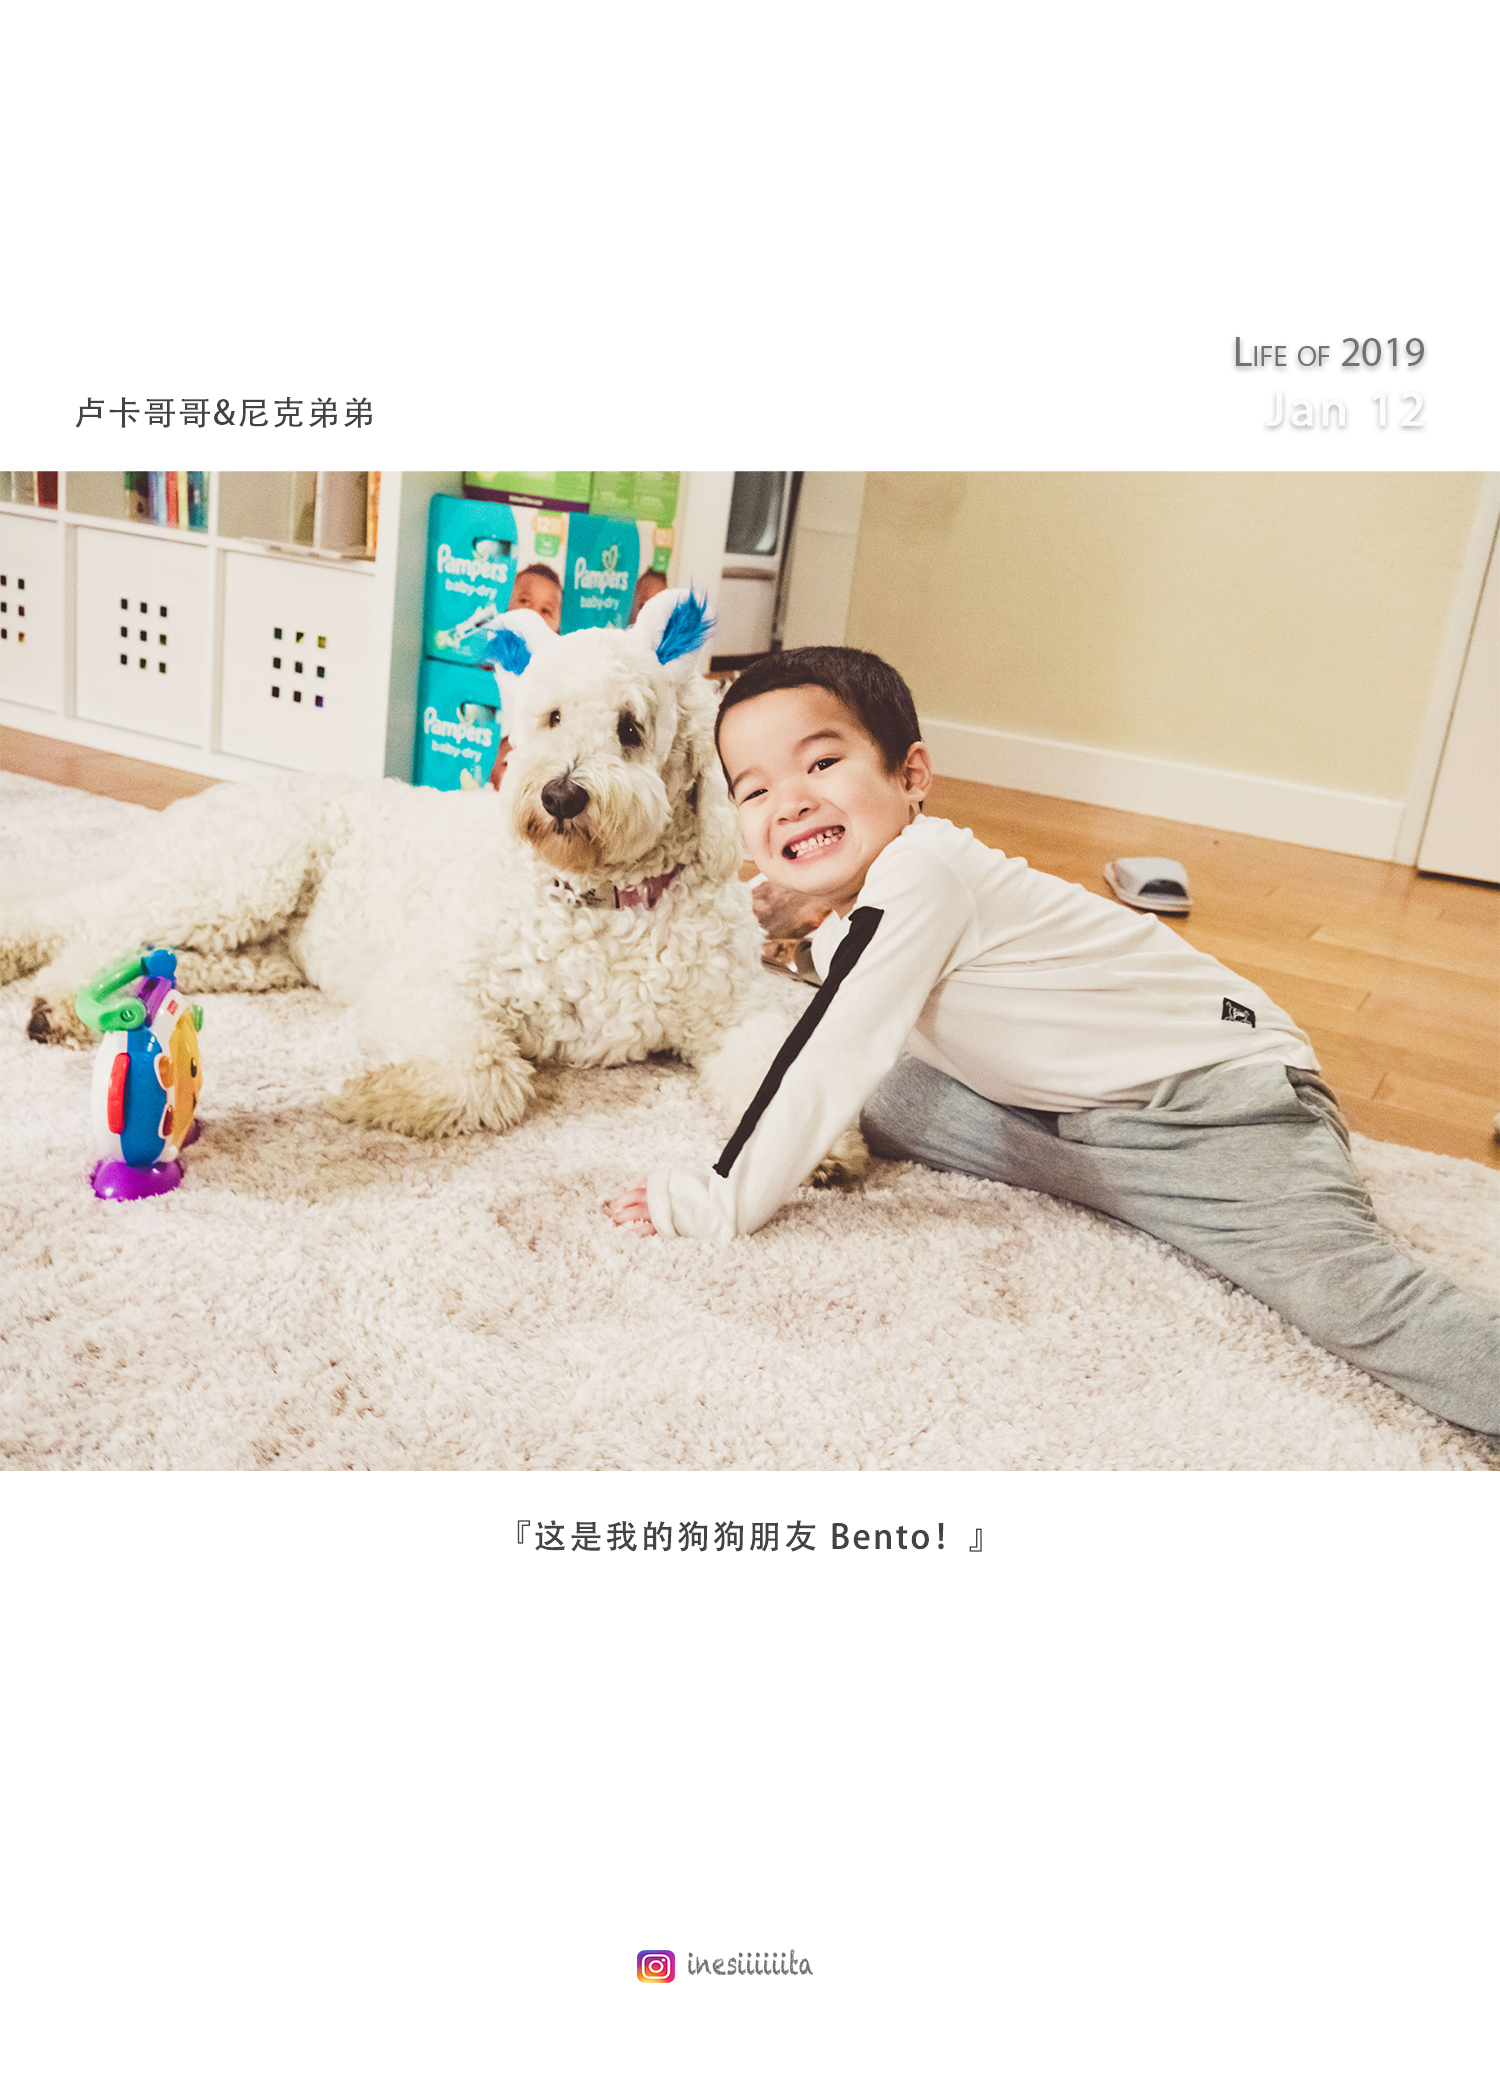 LIFE OF 2019
卢卡哥哥&尼克弟弟
Jan 12
Pampers
baby-dry
Pampers
baby-dry
Pampers
baby-dry
『这是我的狗狗朋友 Bento! 』
inesiiiiiita